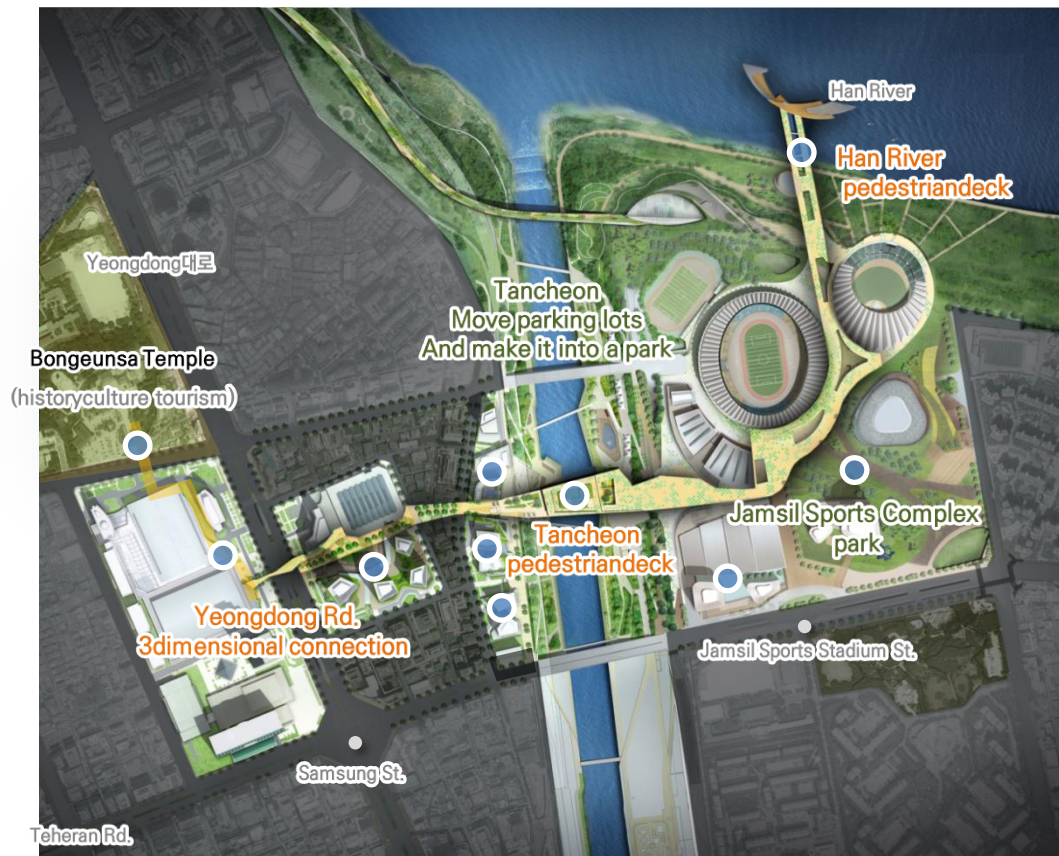 Han River
Han River
pedestriandeck
Yeongdong대로
Tancheon
Move parking lots
And make it into a park
Bongeunsa Temple
(historyculture tourism)
Jamsil Sports Complex
park
Tancheon
pedestriandeck
Yeongdong Rd.
3dimensional connection
Jamsil Sports Stadium St.
Samsung St.
Teheran Rd.